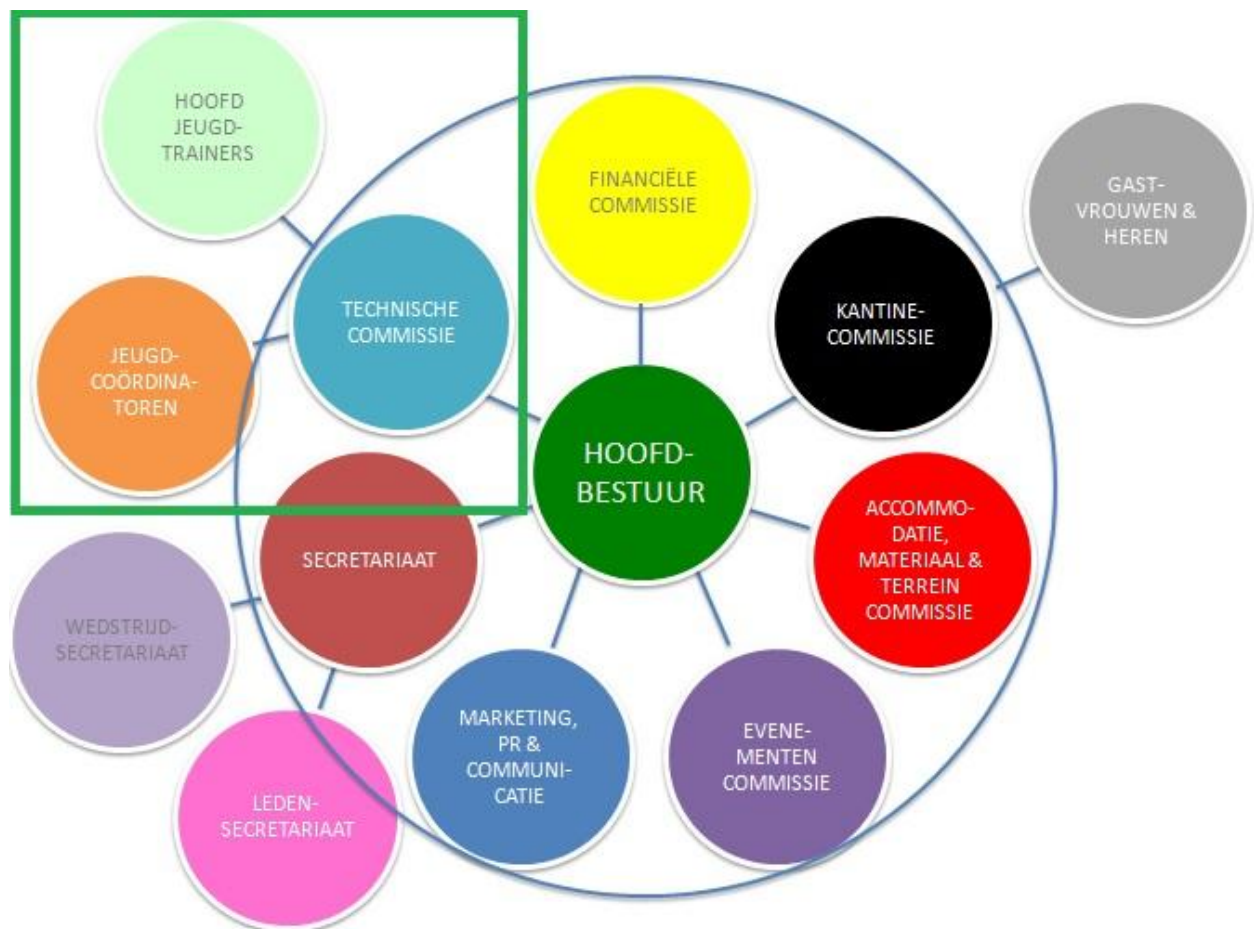 HOOFD
JEUGD-
TRAINERS
FINANCIËLE
COMMISSIE
GAST-
VROUWEN &
HEREN
TECHNISCHE
COMMISSIE
KANTINE-
COMMISSIE
JEUGD-
COÖRDINA-
TOREN
HOOFD-
BESTUUR
ACCOMMO-
DATIE,
MATERIAAL &
TERREIN
COMMISSIE
SECRETARIAAT
WEDSTRIJD-
SECRETARIAAT
MARKETING,
PR &
COMMUNI-
CATIE
EVENE-
MENTEN
COMMISSIE
LEDEN-
SECRETARIAAT